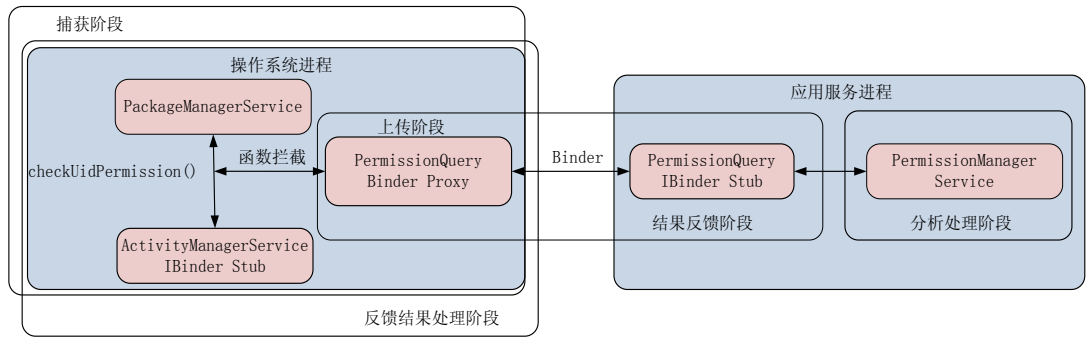 捕获阶段
操作系统进程
PackageManagerService
上传阶段
函数拦截
checkUidPermission()
PermissionQuery
Binder Proxy
ActivityManagerService
IBinder Stub
反馈结果处理阶段
Binder
应用服务进程
PermissionQuery
IBinder Stub
结果反馈阶段
PermissionManager
Service
分析处理阶段